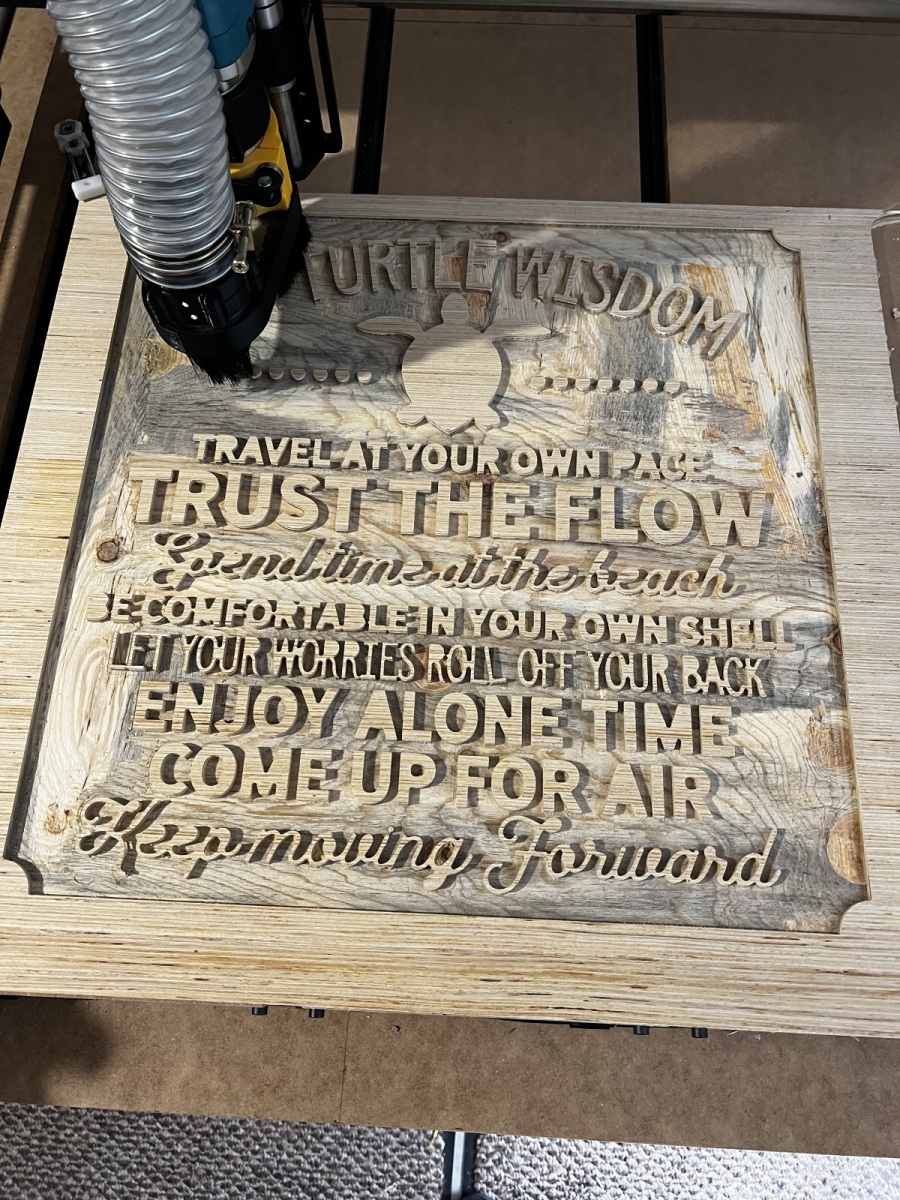 TURTLE WISDOM
TRAVEL AT YOUR OWN PACE
TRUST THE FLOW
Spend time at the beach
BE COMFORTABLE IN YOUR OWN SHELL
LET YOUR WORRIES ROLL OFF YOUR BACK
ENJOY ALONE TIME
COME UP FOR AIR
Keep moving Forward